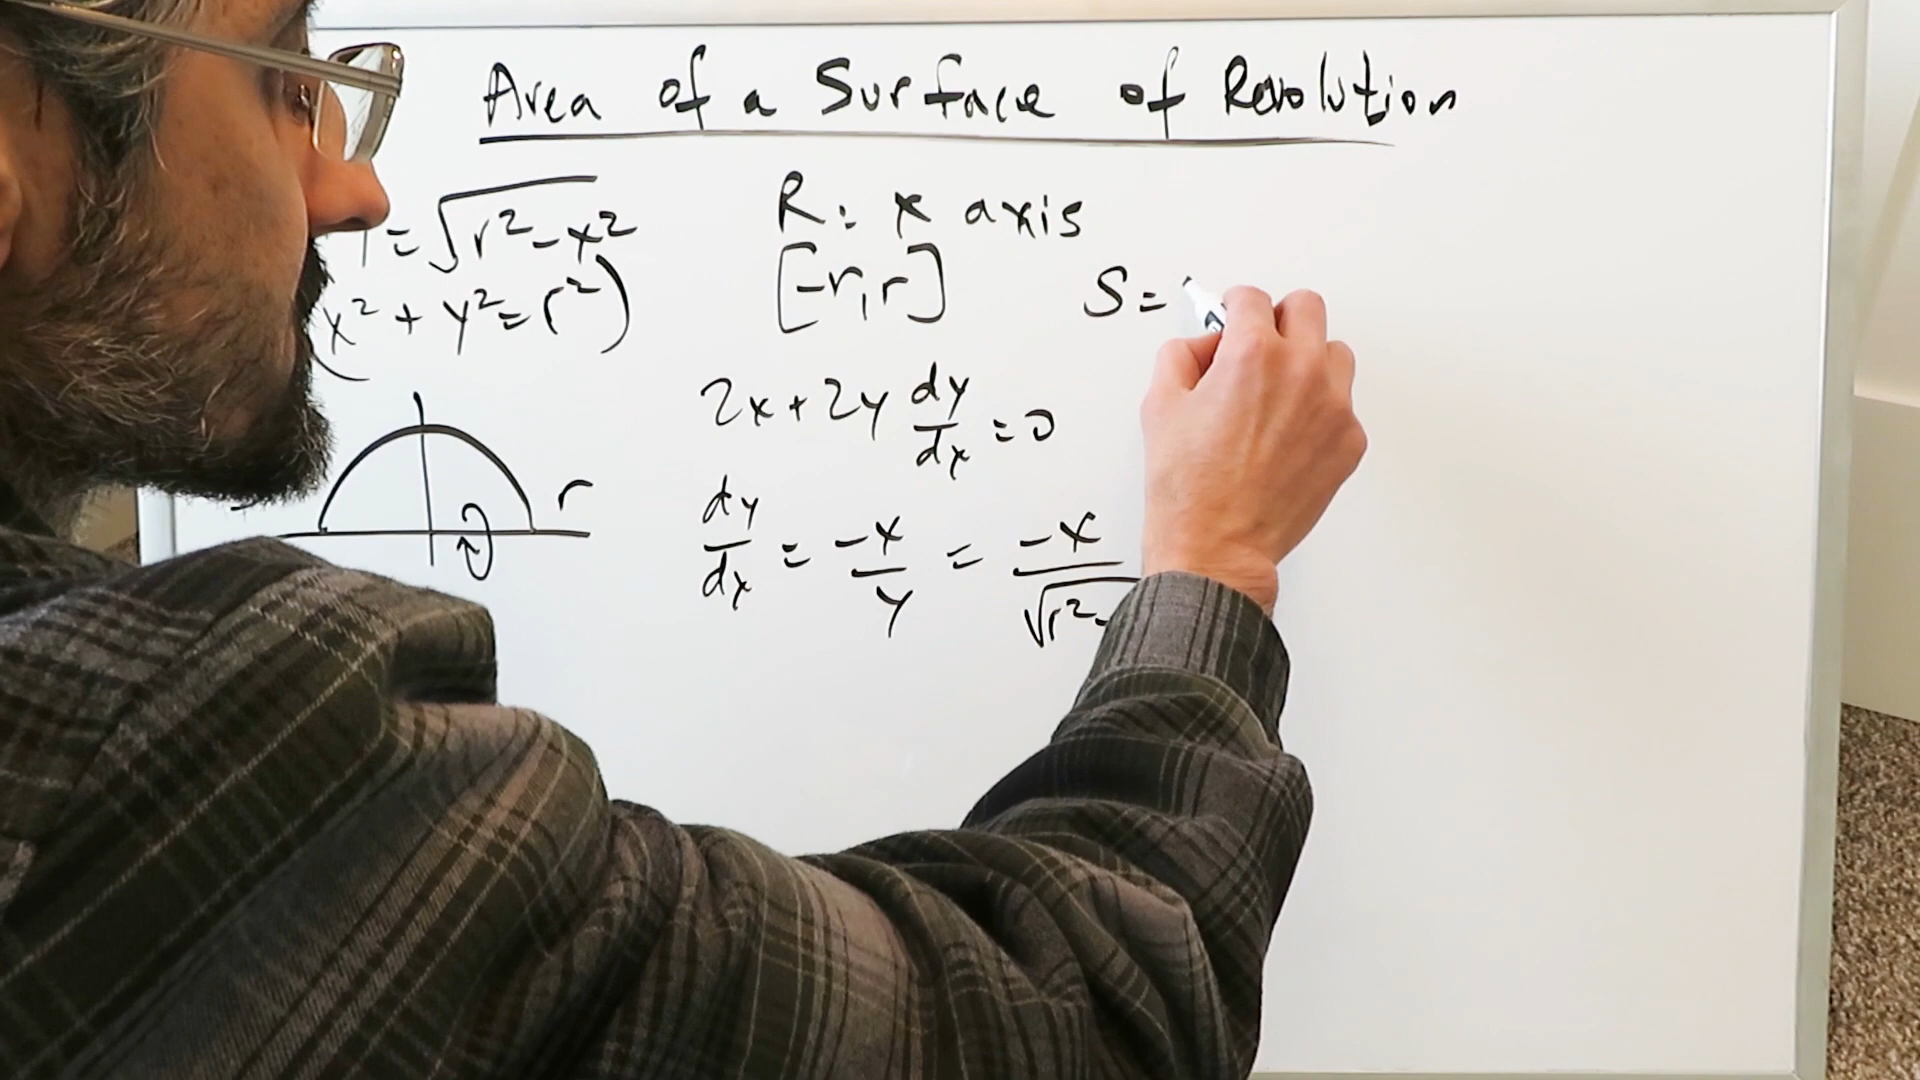 Area of a Surface of Revolution
= √r² - x²
(x² + y² = r²)
R: x axis
[-r, r]
S =
2x + 2y dy/dx = 0
r
dy/dx = -x/y = -x/√r² -